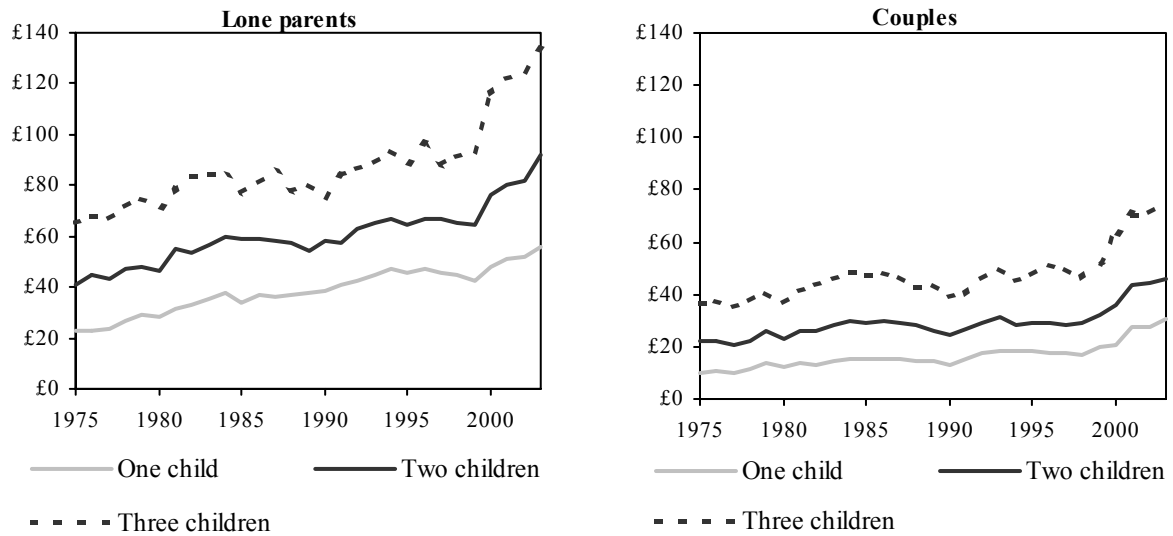 Lone parents
£140
£120
£100
£80
£60
£40
£20
£0
1975 1980 1985 1990 1995 2000
One child Two children
Three children
Couples
£140
£120
£100
£80
£60
£40
£20
£0
1975 1980 1985 1990 1995 2000
One child Two children
Three children